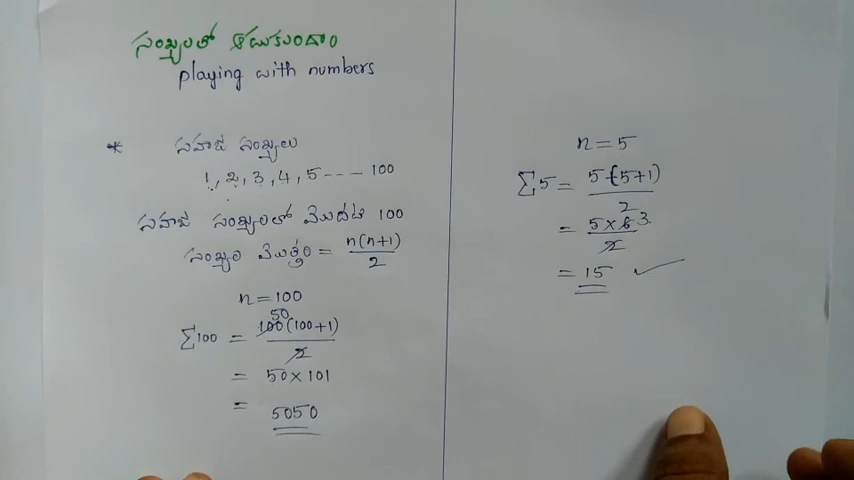 సంఖ్యలతో ఆడుకుందాం
playing with numbers
* సహజ సంఖ్యలు
1, 2, 3, 4, 5 ---- 100
సహజ సంఖ్యలలో మొదటి 100
సంఖ్యల మొత్తం = n(n+1)/2
n = 100
50
Σ100 = 100(100+1)/2
= 50 × 101
= 5050
n = 5
Σ5 = 5(5+1)/2
= 5 × 6 3/2
= 15 ✓